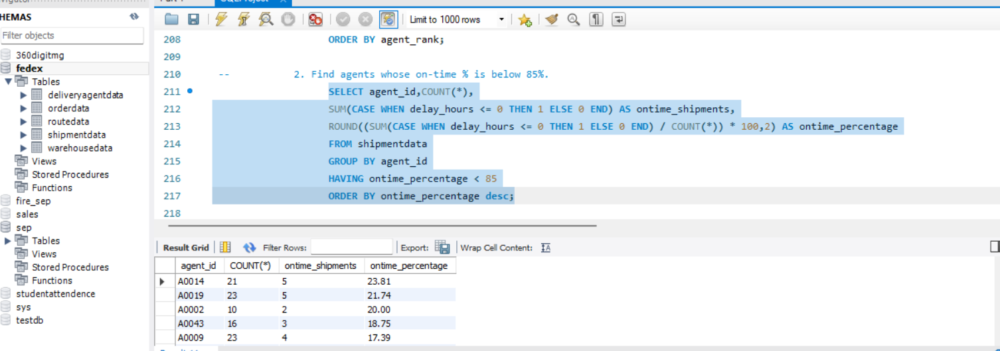 HEMAS
Filter objects
360digitmg
fedex
Tables
deliveryagentdata
orderdata
routedata
shipmentdata
warehousedata
Views
Stored Procedures
Functions
fire_sep
sales
sep
Tables
Views
Stored Procedures
Functions
studentattendence
sys
testdb
Limit to 1000 rows
208 ORDER BY agent_rank;
209
210 -- 2. Find agents whose on-time % is below 85%.
211 SELECT agent_id,COUNT(*),
212 SUM(CASE WHEN delay_hours <= 0 THEN 1 ELSE 0 END) AS ontime_shipments,
213 ROUND((SUM(CASE WHEN delay_hours <= 0 THEN 1 ELSE 0 END) / COUNT(*)) * 100,2) AS ontime_percentage
214 FROM shipmentdata
215 GROUP BY agent_id
216 HAVING ontime_percentage < 85
217 ORDER BY ontime_percentage desc;
218
Result Grid Filter Rows: Export: Wrap Cell Content: IA
agent_id COUNT(*) ontime_shipments ontime_percentage
A0014 21 5 23.81
A0019 23 5 21.74
A0002 10 2 20.00
A0043 16 3 18.75
A0009 23 4 17.39